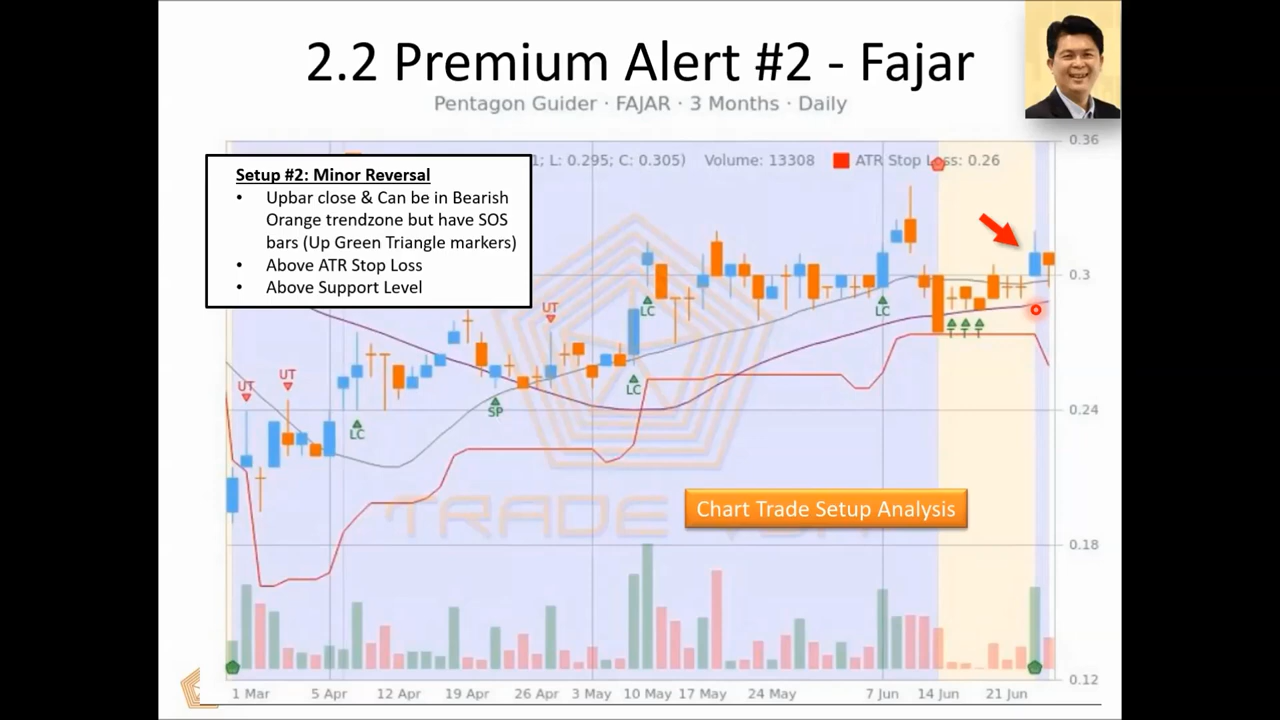 2.2 Premium Alert #2 - Fajar
Pentagon Guider · FAJAR · 3 Months · Daily
0.36
1; L: 0.295; C: 0.305) Volume: 13308 ATR Stop Loss: 0.26
Setup #2: Minor Reversal
• Upbar close & Can be in Bearish
Orange trendzone but have SOS
bars (Up Green Triangle markers)
• Above ATR Stop Loss
• Above Support Level
0.3
LC
LC
UT
T T T
UT
UT
LC
SP
0.24
LC
Chart Trade Setup Analysis
TRADE VSA
0.18
0.12
1 Mar 5 Apr 12 Apr 19 Apr 26 Apr 3 May 10 May 17 May 24 May 7 Jun 14 Jun 21 Jun